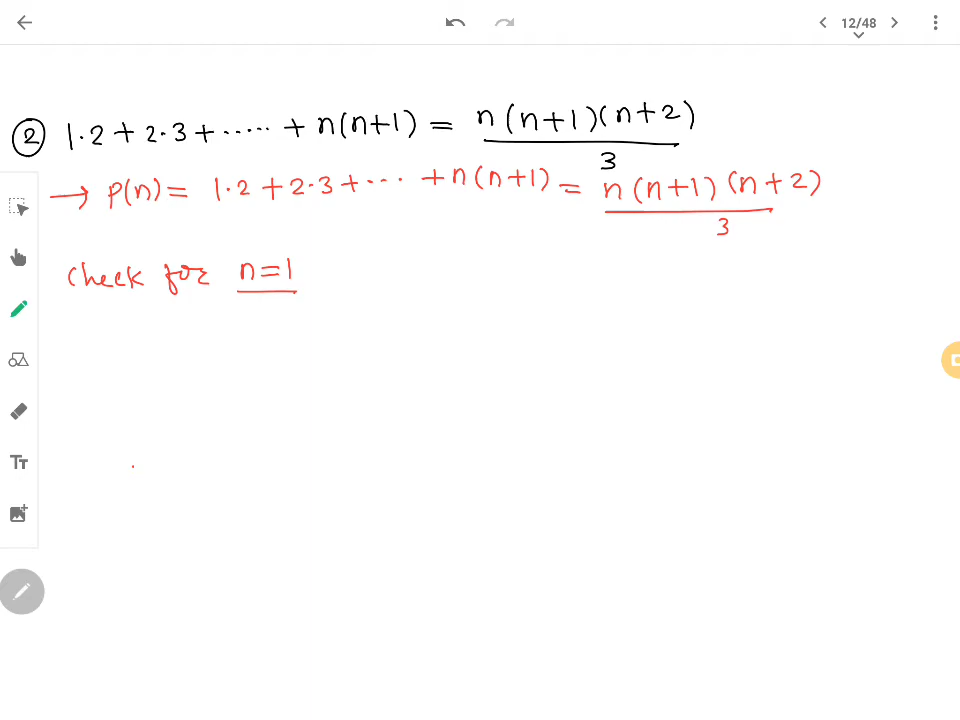 12/48
② 1·2 + 2·3 + ····· + n(n+1) = n(n+1)(n+2)/3
→ P(n) = 1·2 + 2·3 + ··· + n(n+1) = n(n+1)(n+2)/3
Check for n=1
TT